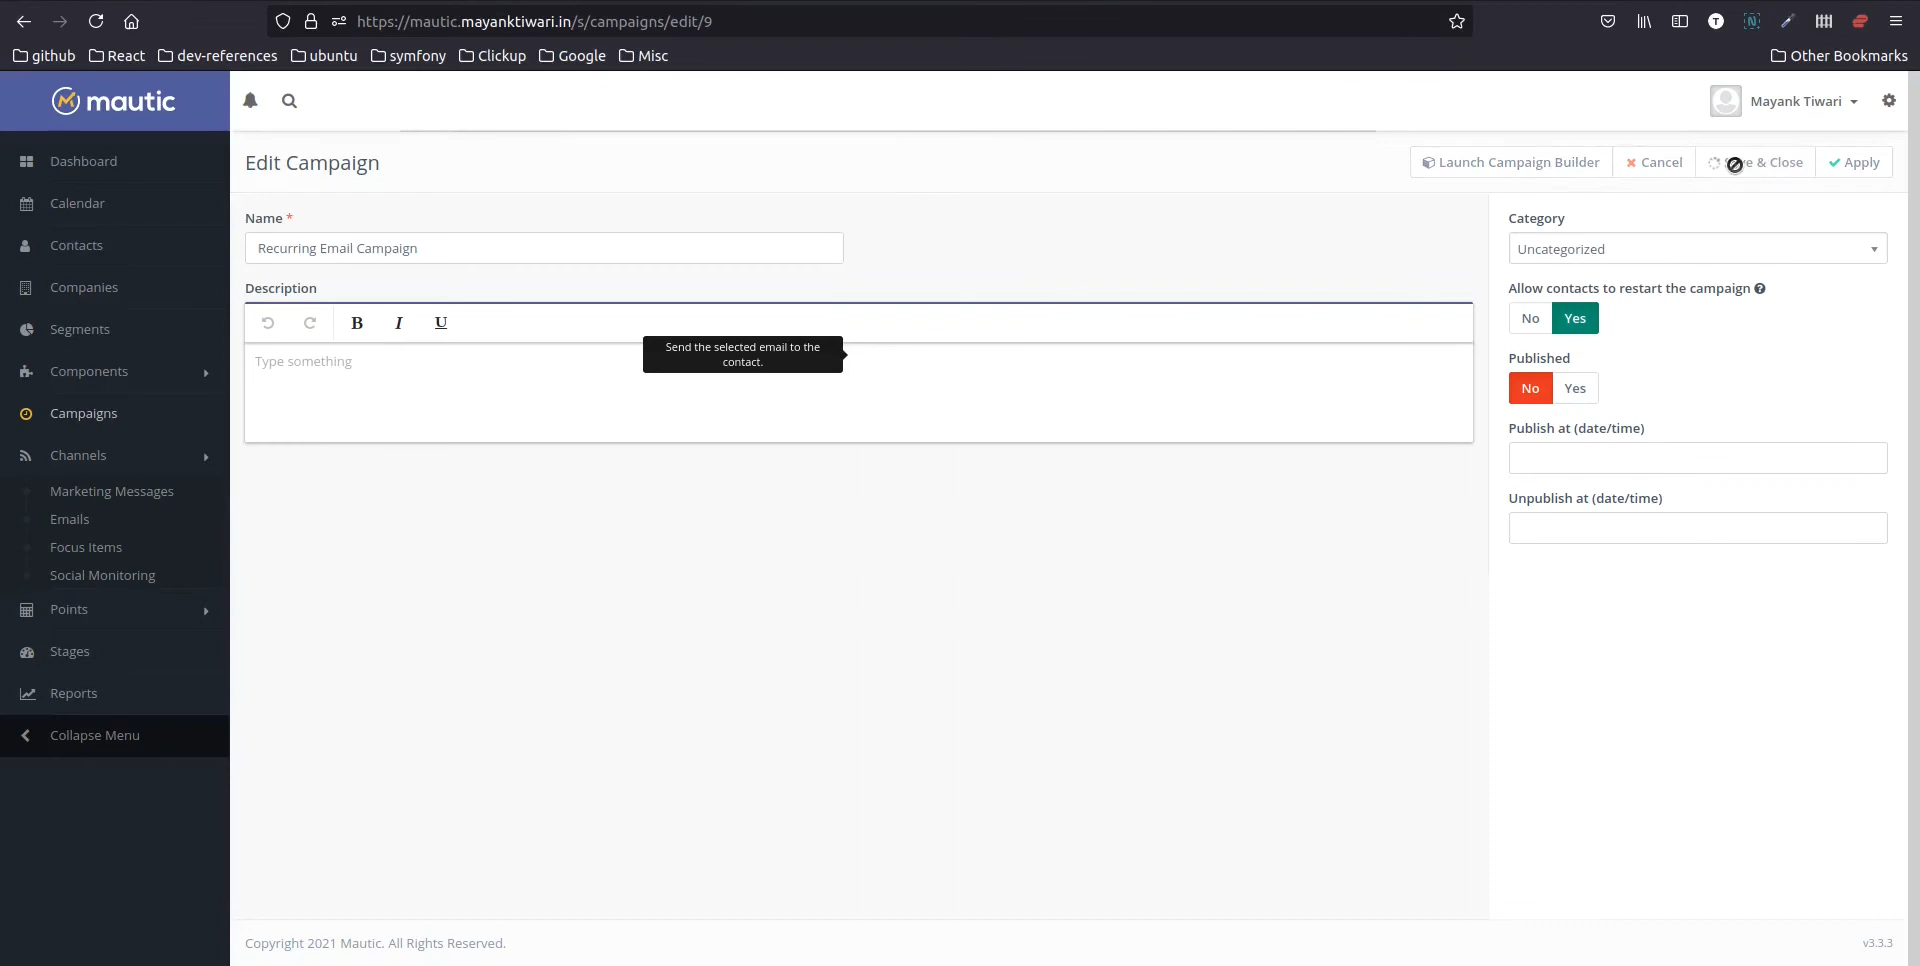 https://mautic.mayanktiwari.in/s/campaigns/edit/9
github React dev-references ubuntu symfony Clickup Google Misc Other Bookmarks
mautic
Mayank Tiwari
Dashboard
Calendar
Contacts
Companies
Segments
Components
Campaigns
Channels
Marketing Messages
Emails
Focus Items
Social Monitoring
Points
Stages
Reports
Collapse Menu
Edit Campaign
Launch Campaign Builder Cancel & Close Apply
Name *
Recurring Email Campaign
Description
B I U
Type something
Send the selected email to the
contact.
Category
Uncategorized
Allow contacts to restart the campaign
No Yes
Published
No Yes
Publish at (date/time)
Unpublish at (date/time)
Copyright 2021 Mautic. All Rights Reserved.
v3.3.3